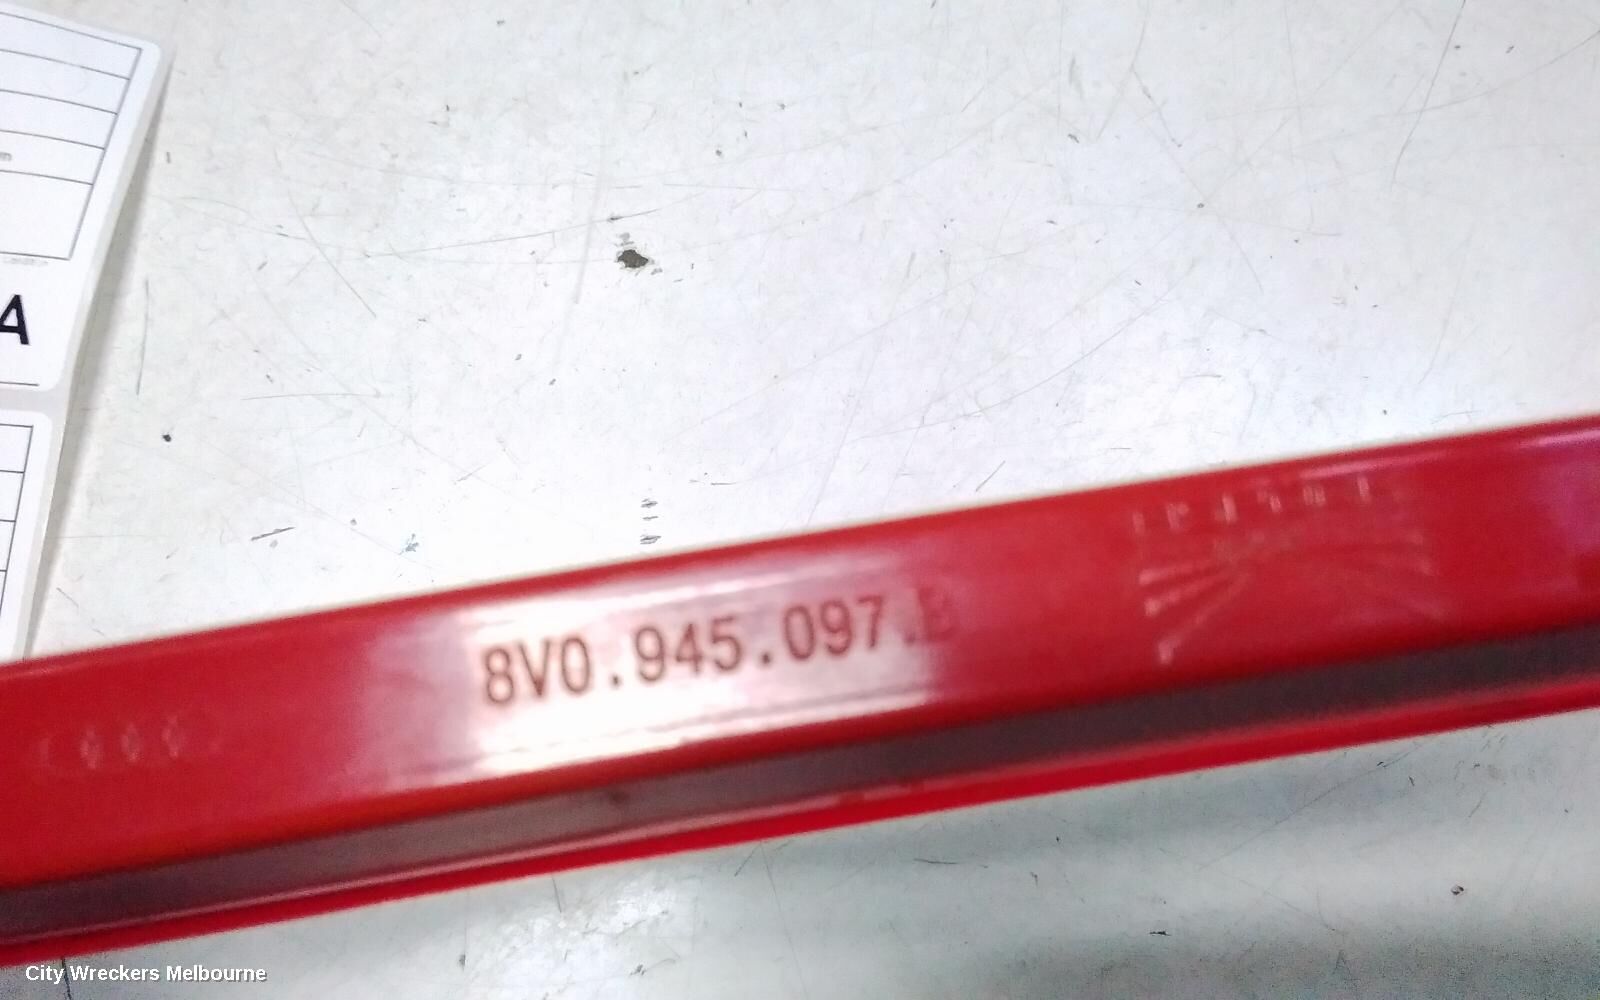 A
8V0.945.097.B
City Wreckers Melbourne